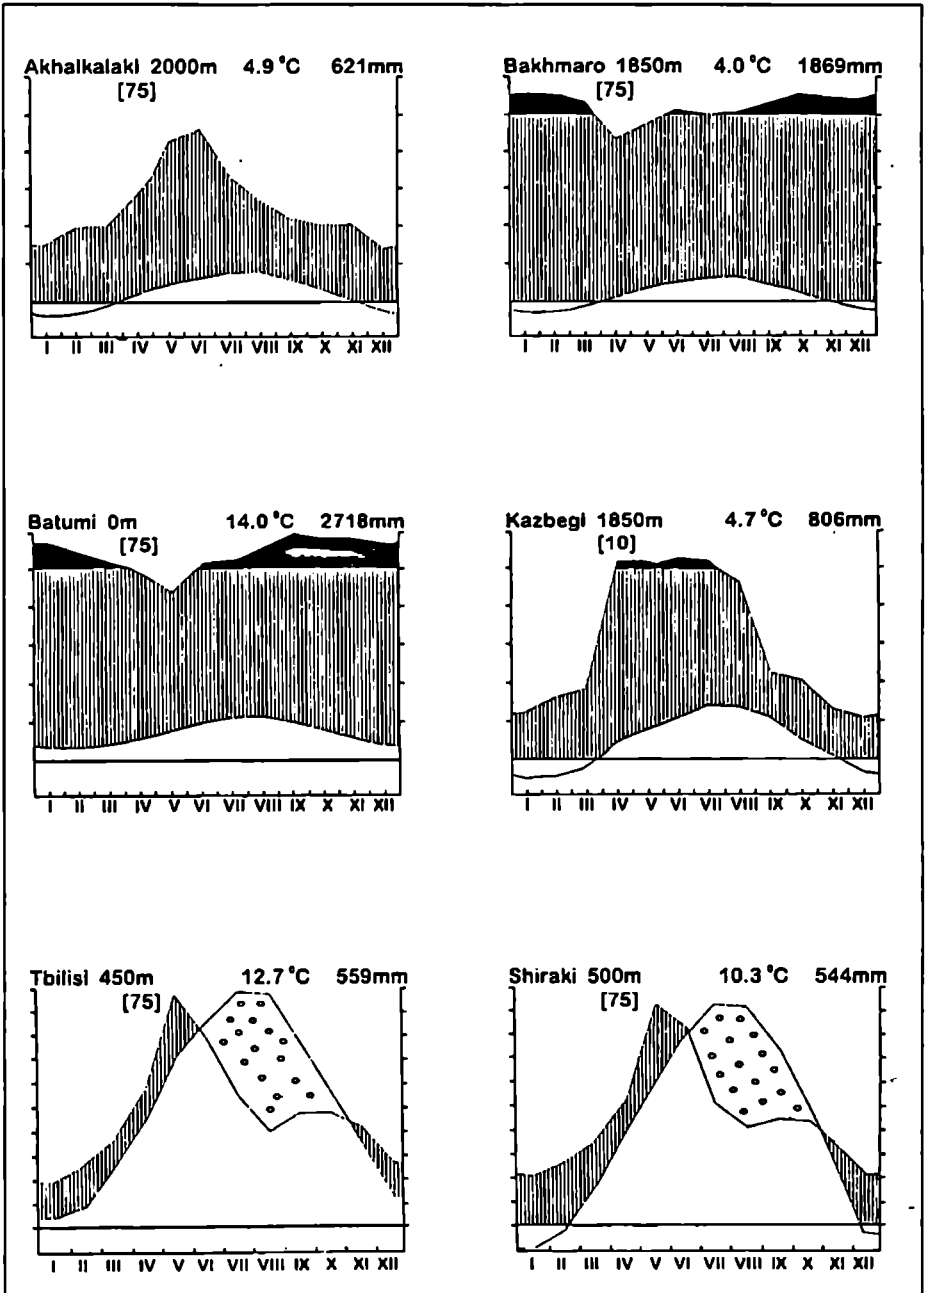 Akhalkalaki 2000m 4.9 °C 621mm
[75]
I II III IV V VI VII VIII IX X XI XII
Bakhmaro 1850m 4.0 °C 1869mm
[75]
I II III IV V VI VII VIII IX X XI XII
Batumi 0m 14.0 °C 2718mm
[75]
I II III IV V VI VII VIII IX X XI XII
Kazbegi 1850m 4.7 °C 806mm
[10]
I II III IV V VI VII VIII IX X XI XII
Tbilisi 450m 12.7 °C 559mm
[75]
I II III IV V VI VII VIII IX X XI XII
Shiraki 500m 10.3 °C 544mm
[75]
I II III IV V VI VII VIII IX X XI XII